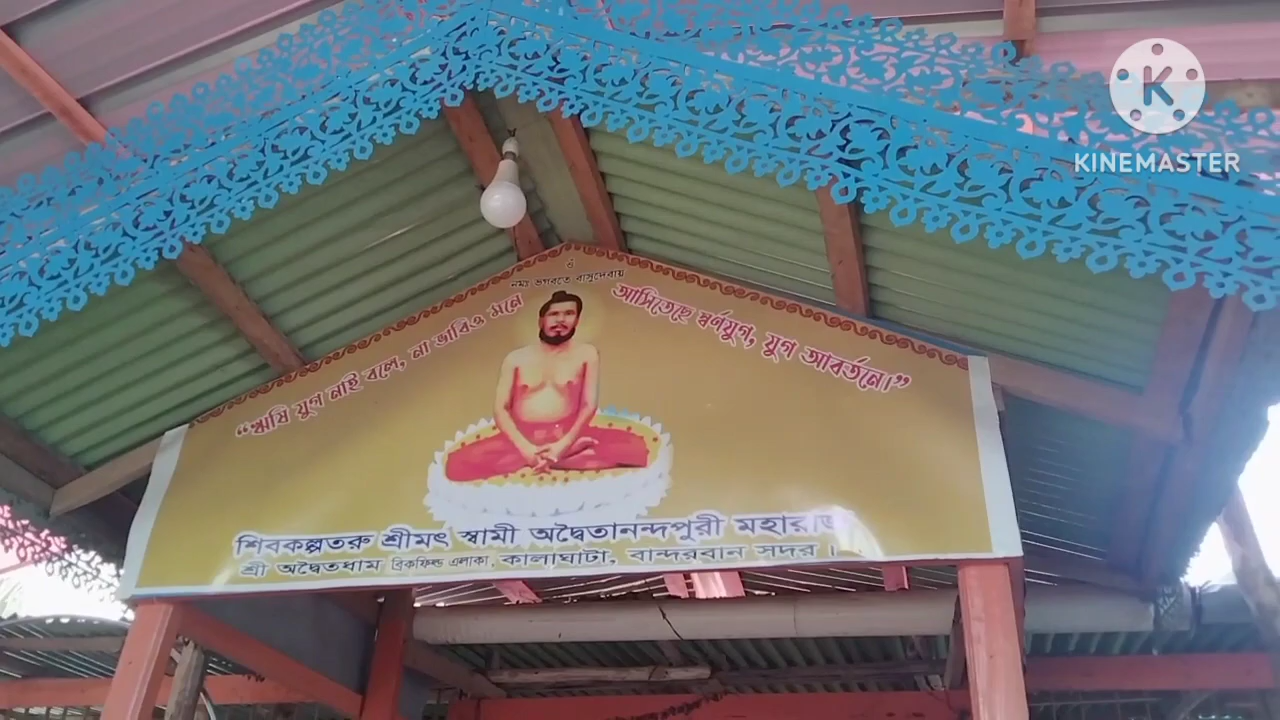 ওঁ
নমঃ ভগবতে বাসুদেবায়
“ঋষি যুগ নাই বলে, না ভাবিও মনে
আসিতেছে স্বর্ণযুগ, যুগ আবর্তনে।”
শিবকল্পতরু শ্রীমৎ স্বামী অদ্বৈতানন্দপুরী মহারাজ
শ্রী অদ্বৈতধাম ব্রিকফিল্ড এলাকা, কালাঘাটা, বান্দরবান সদর।
K
KINEMASTER